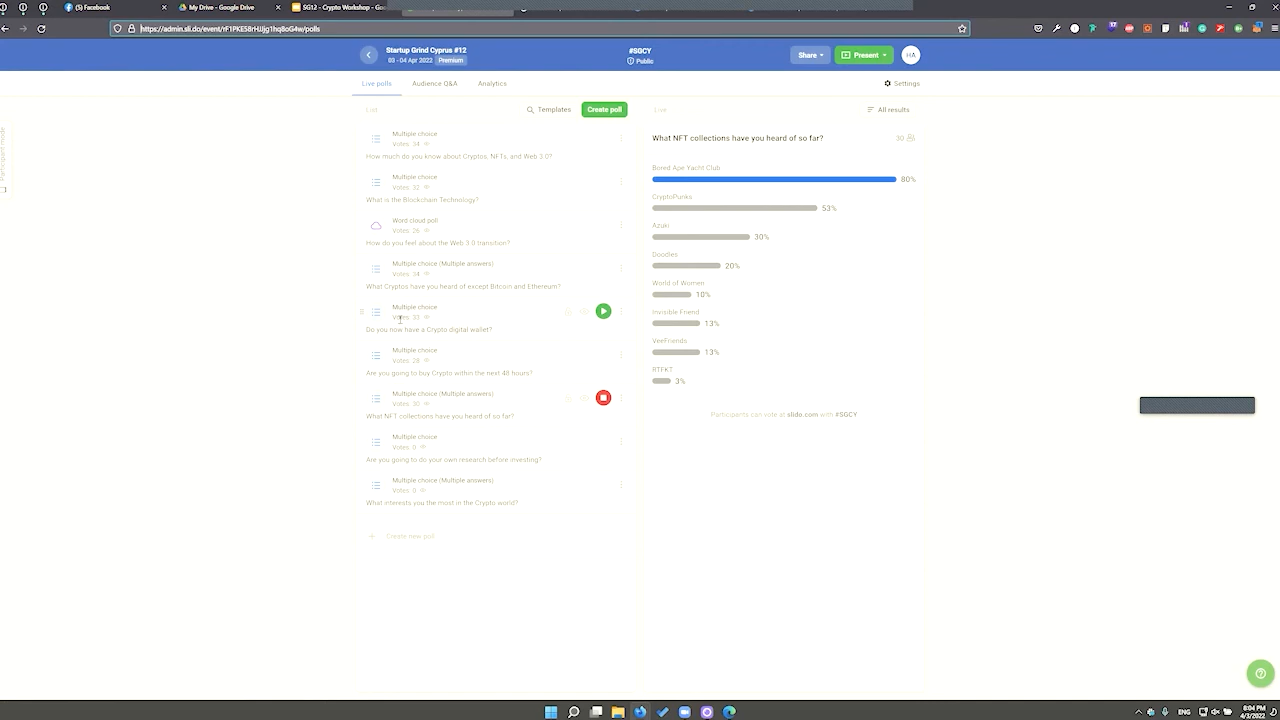 Facebook
SG12 - Crypto Workshop - Goo
https://admin.sli.do/event/rF1PKE58rHJJjg1hq8oG4w/polls
Startup Grind Cyprus #12
03 - 04 Apr 2022 Premium
#SGCY
Public
Share
Present
HA
Live polls
Audience Q&A
Analytics
Settings
Templates
Create poll
Live
All results
Multiple choice
Votes: 34
How much do you know about Cryptos, NFTs, and Web 3.0?
Multiple choice
Votes: 32
What is the Blockchain Technology?
Word cloud poll
Votes: 26
How do you feel about the Web 3.0 transition?
Multiple choice (Multiple answers)
Votes: 34
What Cryptos have you heard of except Bitcoin and Ethereum?
Multiple choice
Votes: 33
Do you now have a Crypto digital wallet?
Multiple choice
Votes: 28
Are you going to buy Crypto within the next 48 hours?
Multiple choice (Multiple answers)
Votes: 30
What NFT collections have you heard of so far?
Multiple choice
Votes: 0
Are you going to do your own research before investing?
Multiple choice (Multiple answers)
Votes: 0
What interests you the most in the Crypto world?
Create new poll
What NFT collections have you heard of so far?
30
Bored Ape Yacht Club
80%
CryptoPunks
53%
Azuki
30%
Doodles
20%
World of Women
10%
Invisible Friend
13%
VeeFriends
13%
RTFKT
3%
Participants can vote at slido.com with #SGCY
8:04 PM
4/3/2022